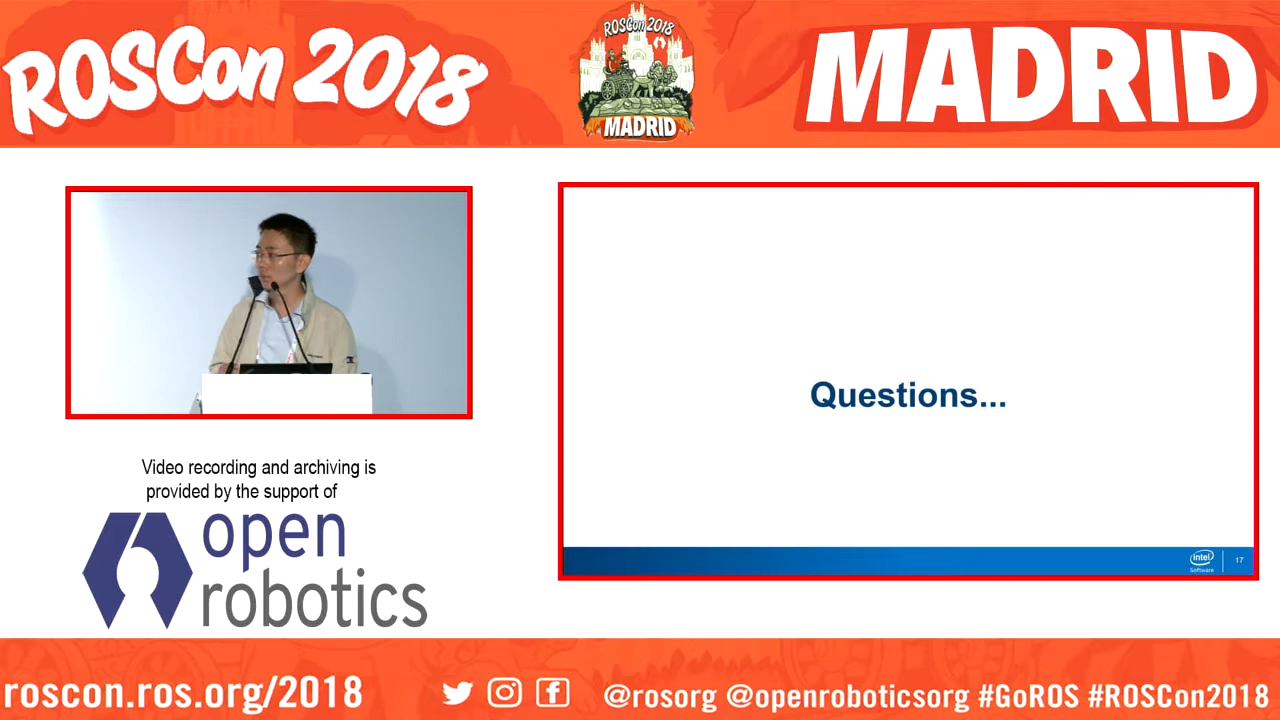 ROSCon 2018
ROSCon 2018
MADRID
MADRID
Questions...
intel
Software
17
Video recording and archiving is
provided by the support of
open
robotics
roscon.ros.org/2018
@rosorg @openroboticsorg #GoROS #ROSCon2018